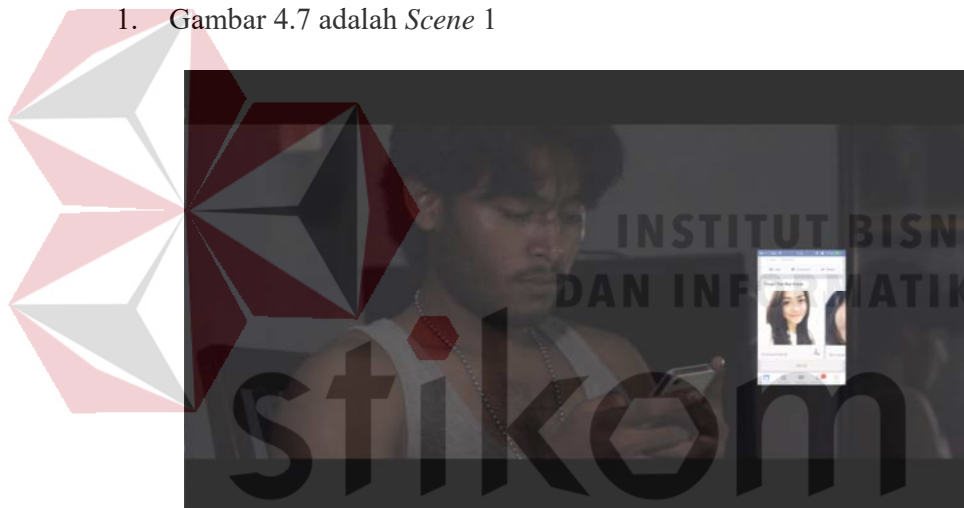 1. Gambar 4.7 adalah Scene 1
INSTITUT BISN
DAN INFORMATIK
stikom